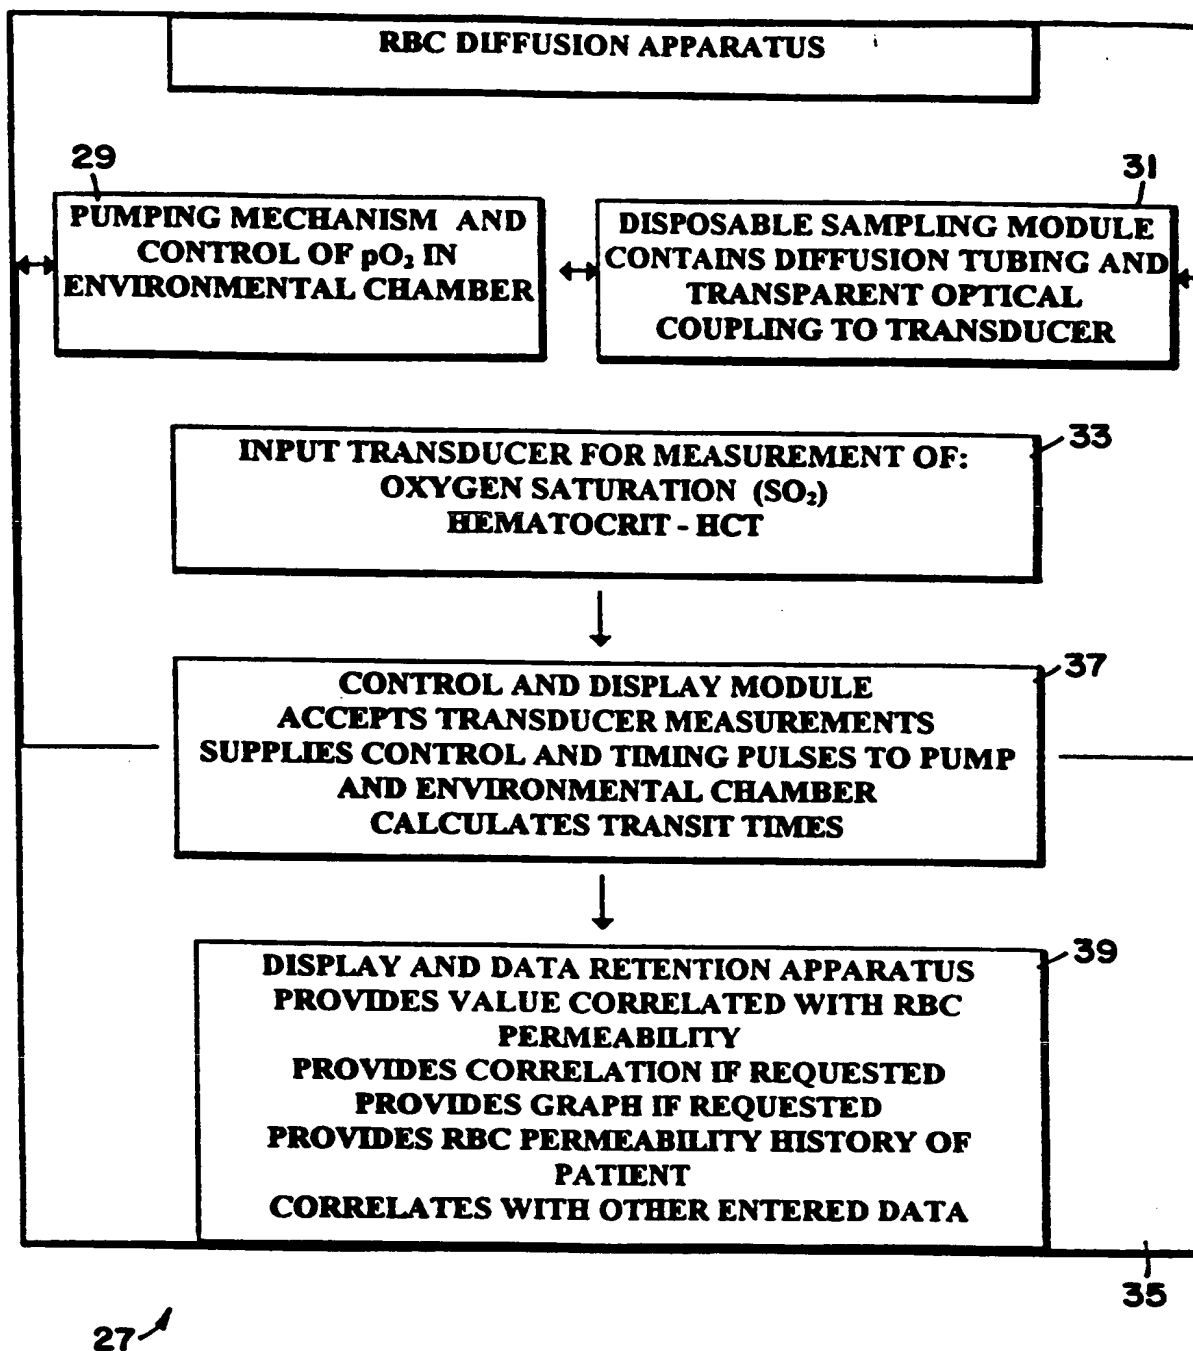 RBC DIFFUSION APPARATUS
29
PUMPING MECHANISM AND
CONTROL OF pO₂ IN
ENVIRONMENTAL CHAMBER
31
DISPOSABLE SAMPLING MODULE
CONTAINS DIFFUSION TUBING AND
TRANSPARENT OPTICAL
COUPLING TO TRANSDUCER
33
INPUT TRANSDUCER FOR MEASUREMENT OF:
OXYGEN SATURATION (SO₂)
HEMATOCRIT - HCT
37
CONTROL AND DISPLAY MODULE
ACCEPTS TRANSDUCER MEASUREMENTS
SUPPLIES CONTROL AND TIMING PULSES TO PUMP
AND ENVIRONMENTAL CHAMBER
CALCULATES TRANSIT TIMES
39
DISPLAY AND DATA RETENTION APPARATUS
PROVIDES VALUE CORRELATED WITH RBC
PERMEABILITY
PROVIDES CORRELATION IF REQUESTED
PROVIDES GRAPH IF REQUESTED
PROVIDES RBC PERMEABILITY HISTORY OF
PATIENT
CORRELATES WITH OTHER ENTERED DATA
35
27